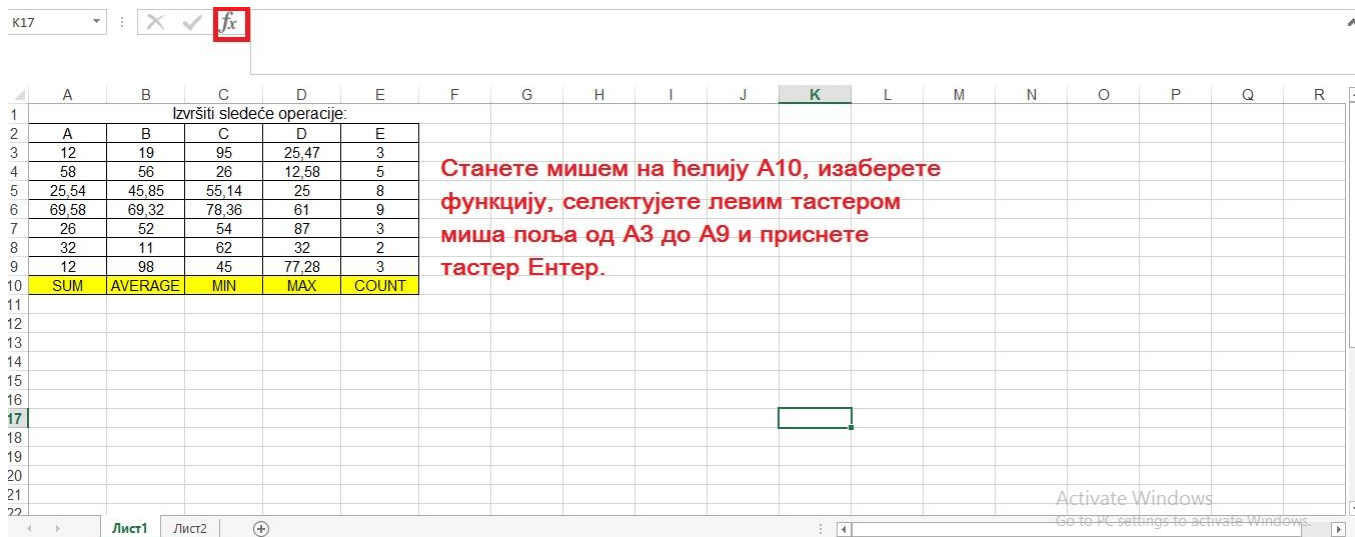 K17
fx
A B C D E F G H I J K L M N O P Q R
1 Izvršiti sledeće operacije:
2 A B C D E
3 12 19 95 25,47 3
4 58 56 26 12,58 5
5 25,54 45,85 55,14 25 8
6 69,58 69,32 78,36 61 9
7 26 52 54 87 3
8 32 11 62 32 2
9 12 98 45 77,28 3
10 SUM AVERAGE MIN MAX COUNT
11
12
13
14
15
16
17
18
19
20
21
22
Станете мишем на ћелију А10, изаберете
функцију, селектујете левим тастером
миша поља од А3 до А9 и приснете
тастер Ентер.
Activate Windows
Go to PC settings to activate Windows.
Лист1 Лист2